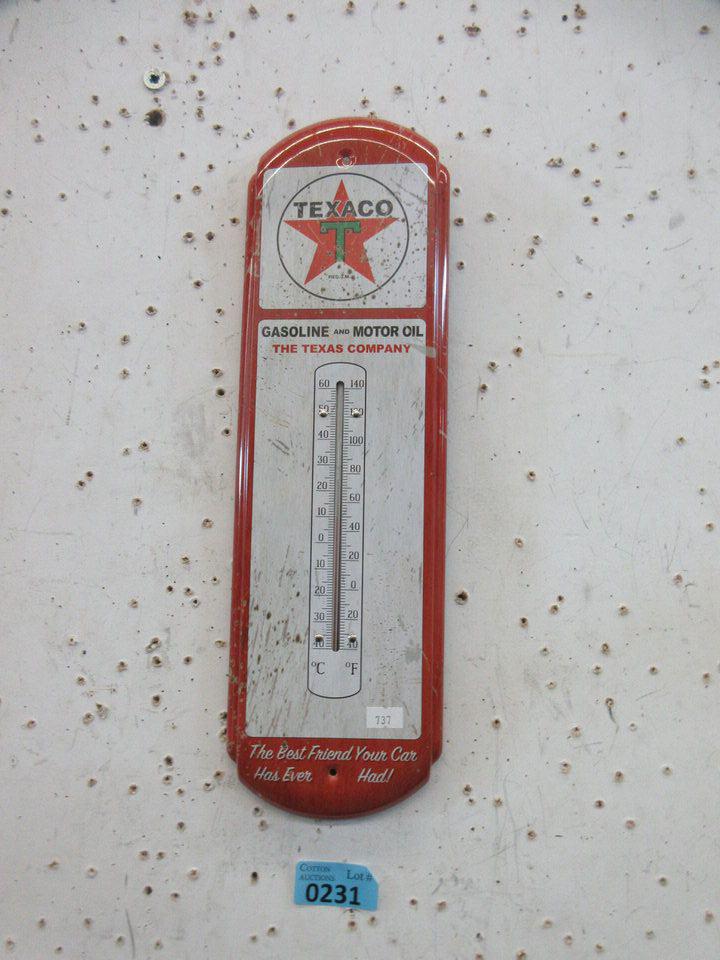 TEXACO
T
REG. T.M.
GASOLINE AND MOTOR OIL
THE TEXAS COMPANY
60 140
50 120
40 100
30 80
20 60
10 40
0 20
10 0
20 20
30 40
40
°C °F
737
The Best Friend Your Car
Has Ever Had!
COTTON AUCTIONS Lot #
0231